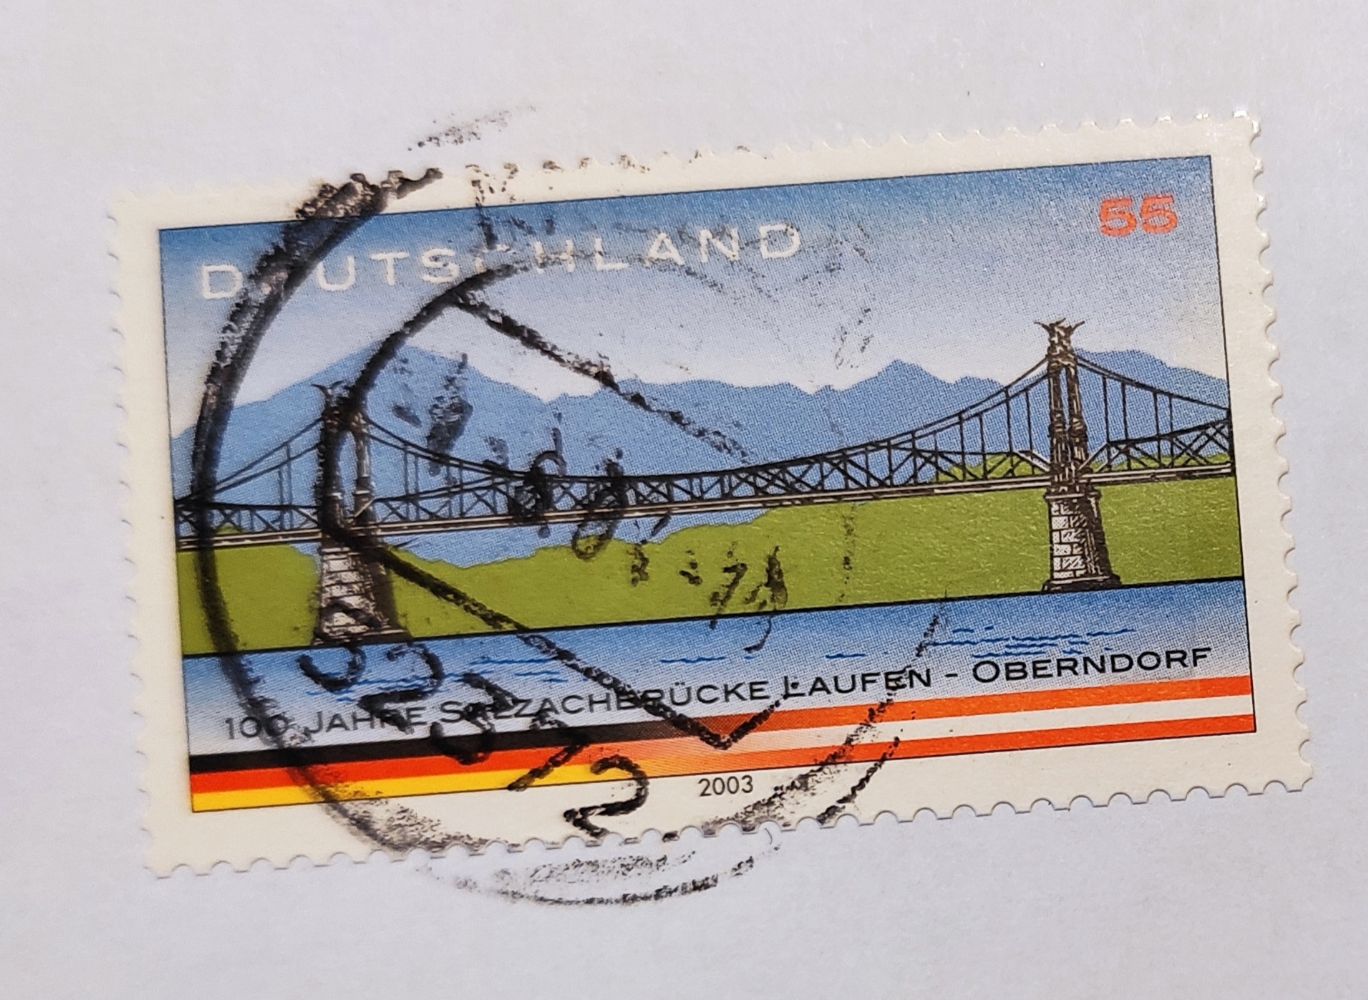 DEUTSCHLAND
55
100 JAHRE SALZACHBRÜCKE LAUFEN - OBERNDORF
2003